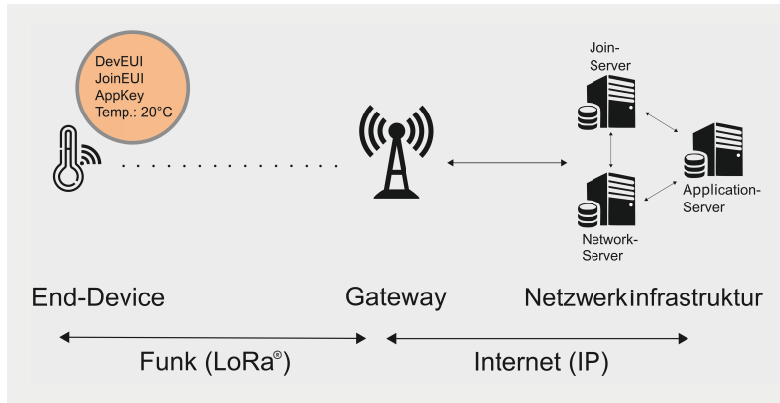 DevEUI
JoinEUI
AppKey
Temp.: 20°C
Join-
Server
Application-
Server
Network-
Server
End-Device
Gateway
Netzwerkinfrastruktur
Funk (LoRa®)
Internet (IP)